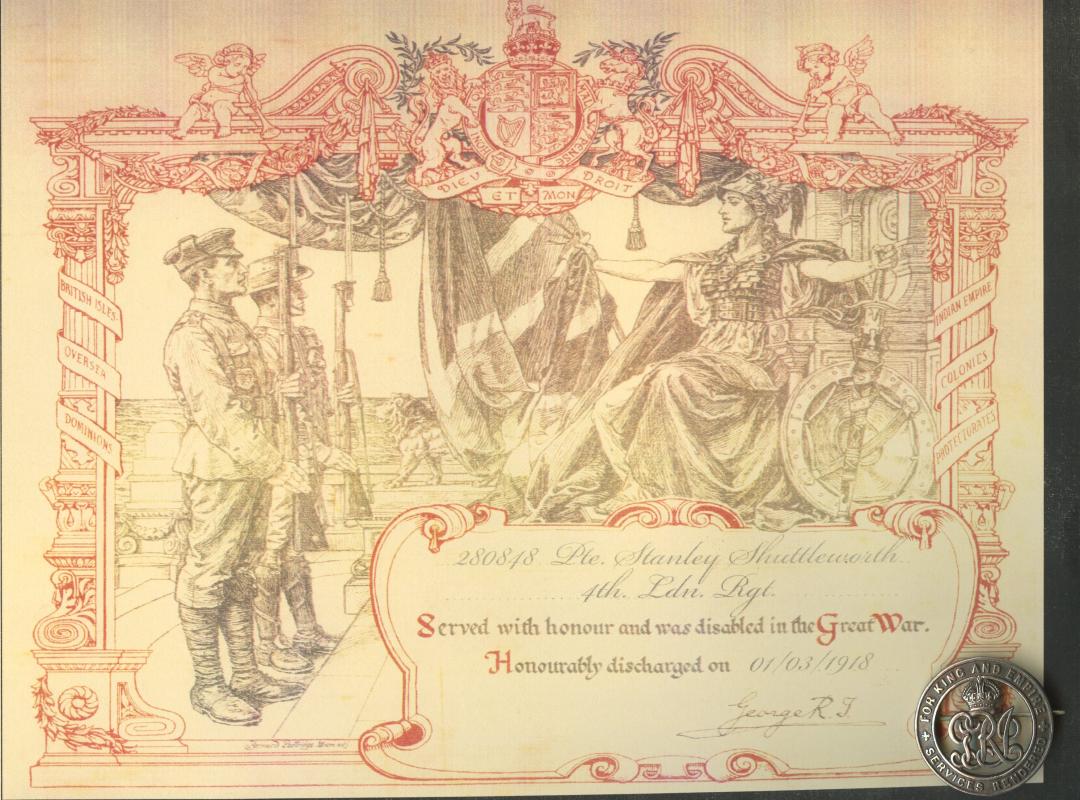 DIEU ET MON DROIT
BRITISH ISLES
OVERSEA
DOMINIONS
INDIAN EMPIRE
COLONIES
PROTECTORATES
280848 Pte. Stanley Shuttleworth
4th. Ldn. Rgt.
Served with honour and was disabled in the Great War.
Honourably discharged on 01/03/1918
George R.I.
FOR KING AND EMPIRE
SERVICES RENDERED